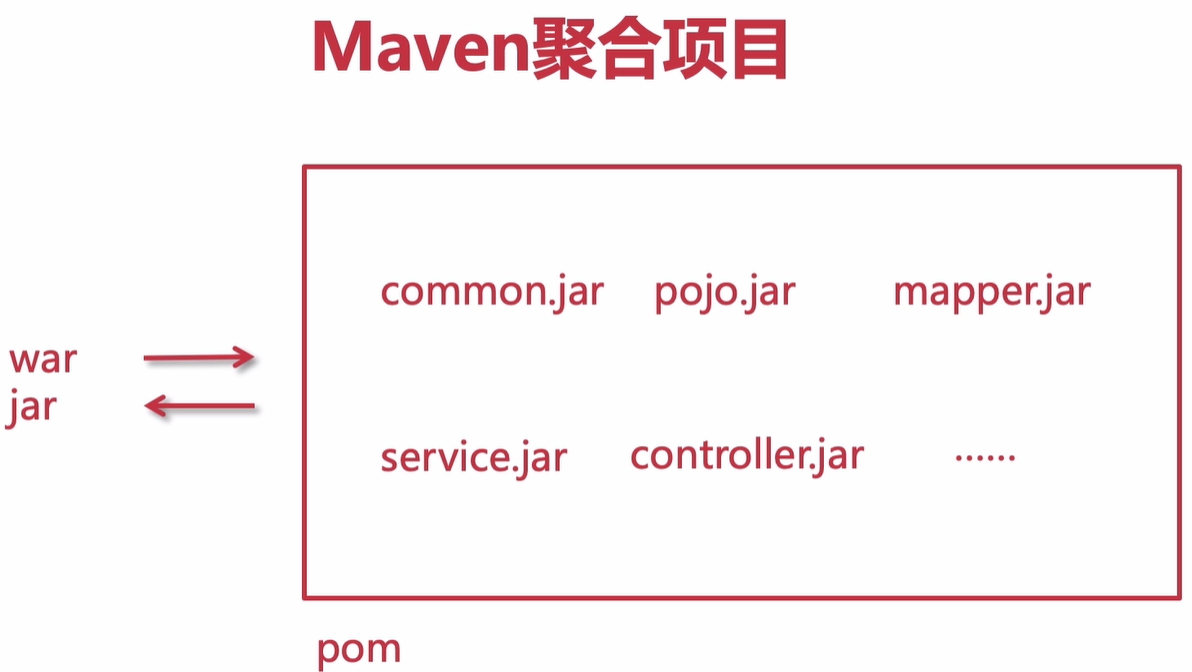 Maven聚合项目
common.jar pojo.jar mapper.jar
war
jar
service.jar controller.jar ······
pom